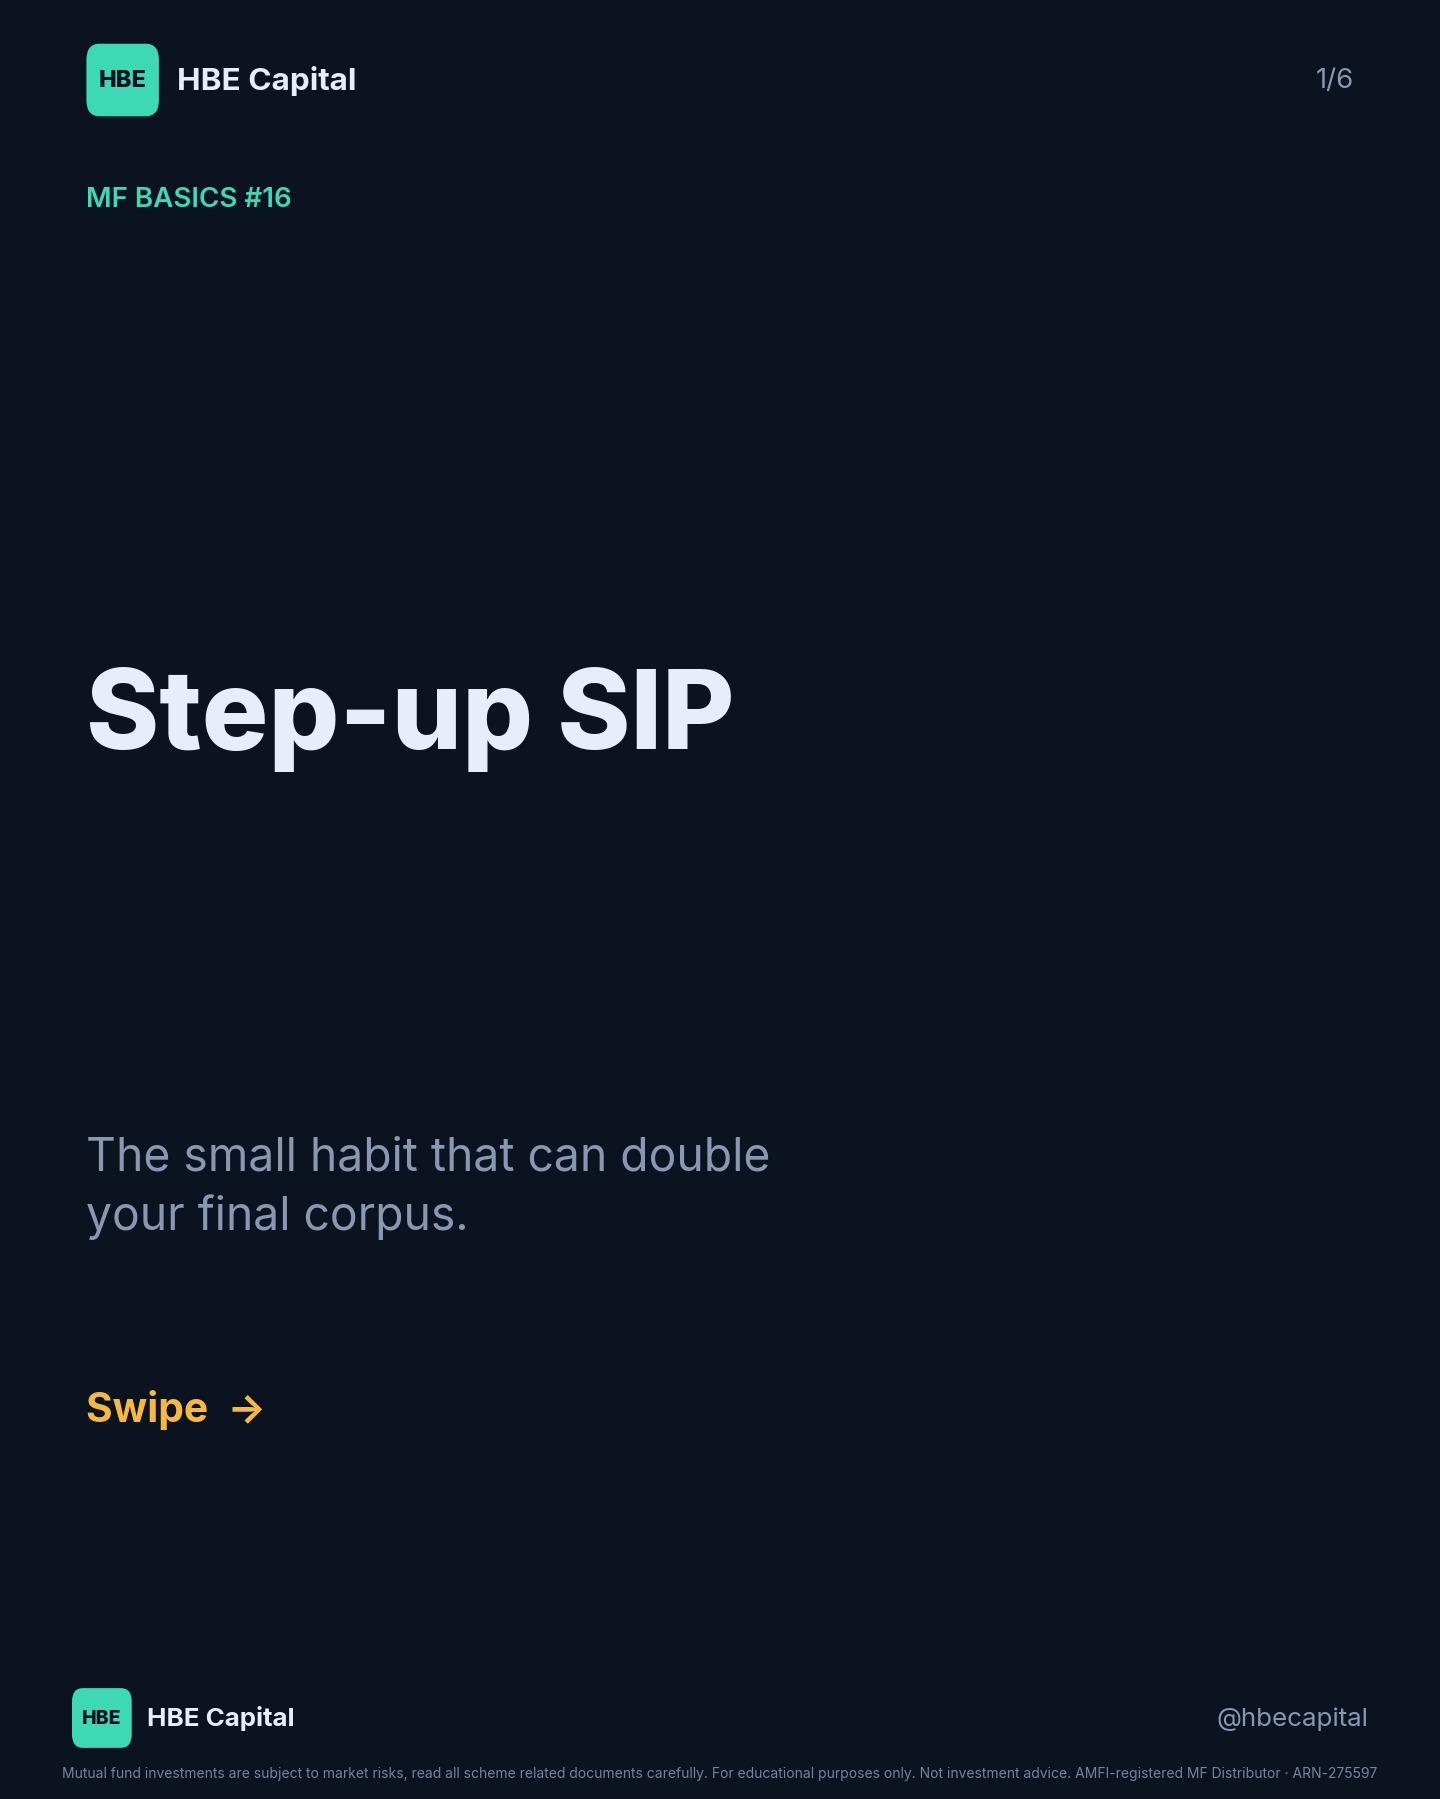 HBE HBE Capital 1/6
MF BASICS #16
Step-up SIP
The small habit that can double
your final corpus.
Swipe →
HBE HBE Capital @hbecapital
Mutual fund investments are subject to market risks, read all scheme related documents carefully. For educational purposes only. Not investment advice. AMFI-registered MF Distributor · ARN-275597